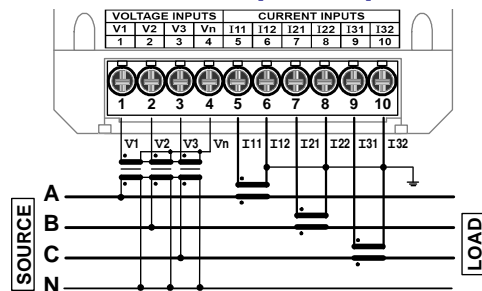 VOLTAGE INPUTS CURRENT INPUTS
V1 V2 V3 Vn I11 I12 I21 I22 I31 I32
1 2 3 4 5 6 7 8 9 10
1 2 3 4 5 6 7 8 9 10
V1 V2 V3 Vn I11 I12 I21 I22 I31 I32
A
B
C
N
SOURCE
LOAD